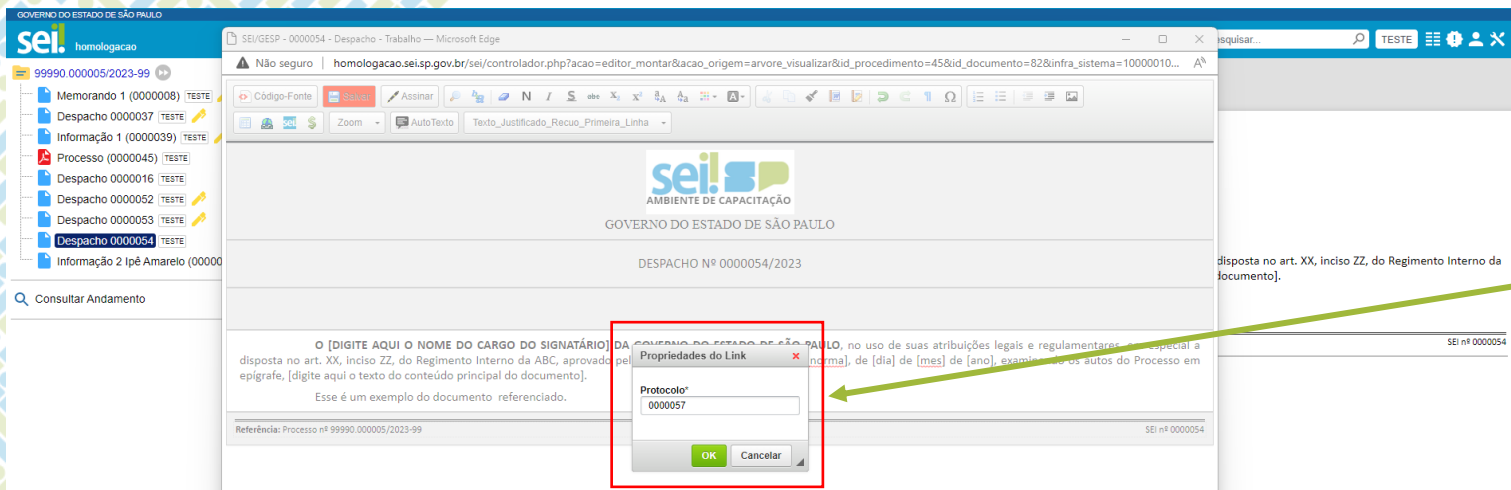 GOVERNO DO ESTADO DE SÃO PAULO
sei! homologacao
esquisar...
TESTE
99990.000005/2023-99
Memorando 1 (0000008) TESTE
Despacho 0000037 TESTE
Informação 1 (0000039) TESTE
Processo (0000045) TESTE
Despacho 0000016 TESTE
Despacho 0000052 TESTE
Despacho 0000053 TESTE
Despacho 0000054 TESTE
Informação 2 Ipê Amarelo (00000
Consultar Andamento
SEI/GESP - 0000054 - Despacho - Trabalho — Microsoft Edge
Não seguro | homologacao.sei.sp.gov.br/sei/controlador.php?acao=editor_montar&acao_origem=arvore_visualizar&id_procedimento=45&id_documento=82&infra_sistema=10000010...
Código-Fonte Salvar Assinar N I S abc X₂ X²
sei! $ Zoom AutoTexto Texto_Justificado_Recuo_Primeira_Linha
sei! SP
AMBIENTE DE CAPACITAÇÃO
GOVERNO DO ESTADO DE SÃO PAULO
DESPACHO Nº 0000054/2023
O [DIGITE AQUI O NOME DO CARGO DO SIGNATÁRIO] DA GOVERNO DO ESTADO DE SÃO PAULO, no uso de suas atribuições legais e regulamentares, em especial a
disposta no art. XX, inciso ZZ, do Regimento Interno da ABC, aprovado pel norma], de [dia] de [mes] de [ano], examinando os autos do Processo em
epígrafe, [digite aqui o texto do conteúdo principal do documento].
Esse é um exemplo do documento referenciado.
Referência: Processo nº 99990.000005/2023-99
SEI nº 0000054
Propriedades do Link ×
Protocolo*
0000057
OK Cancelar
disposta no art. XX, inciso ZZ, do Regimento Interno da
documento].
SEI nº 0000054